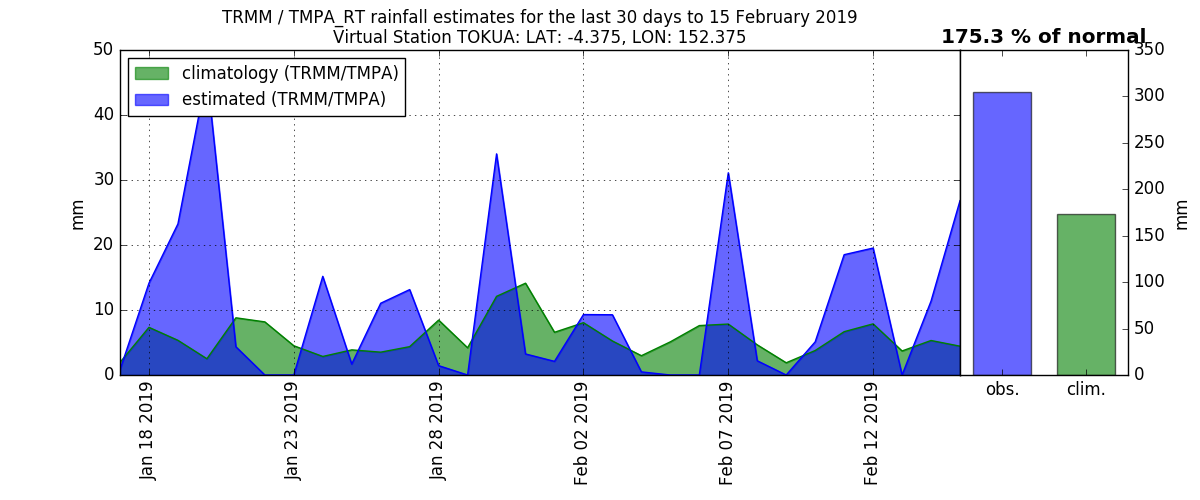 TRMM / TMPA_RT rainfall estimates for the last 30 days to 15 February 2019
Virtual Station TOKUA: LAT: -4.375, LON: 152.375
175.3 % of normal
climatology (TRMM/TMPA)
estimated (TRMM/TMPA)
50
40
30
20
10
0
mm
350
300
250
200
150
100
50
0
mm
Jan 18 2019
Jan 23 2019
Jan 28 2019
Feb 02 2019
Feb 07 2019
Feb 12 2019
obs.
clim.